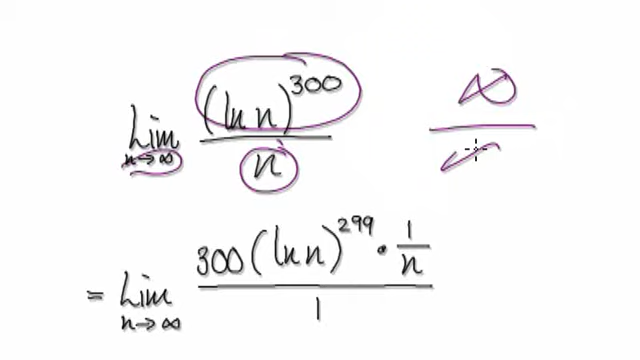 lim n→∞ (ln n)^300 / n ∞
= lim n→∞ 300(ln n)^299 · 1/n / 1